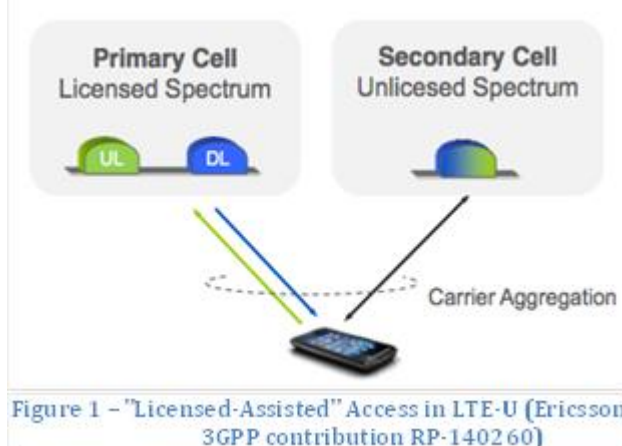 Primary Cell
Licensed Spectrum
UL
DL
Secondary Cell
Unlicesed Spectrum
Carrier Aggregation
Figure 1 – "Licensed-Assisted" Access in LTE-U (Ericsson
3GPP contribution RP-140260)